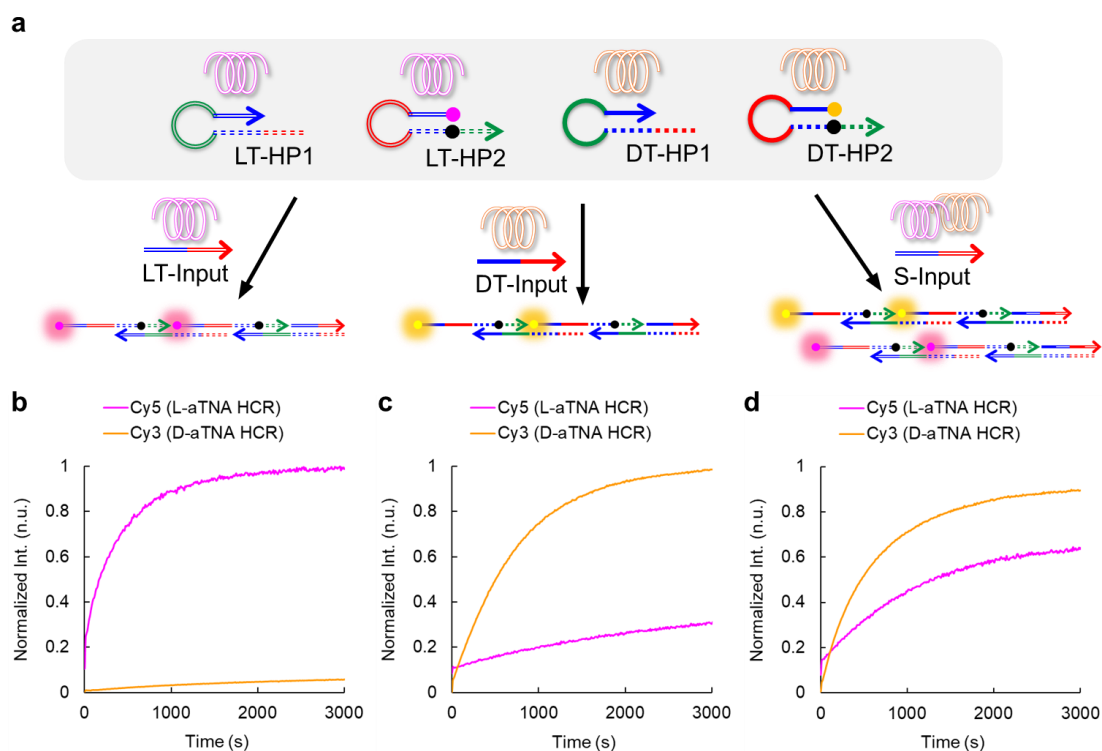 a
LT-HP1
LT-HP2
DT-HP1
DT-HP2
LT-Input
DT-Input
S-Input
b
Cy5 (L-aTNA HCR)
Cy3 (D-aTNA HCR)
Normalized Int. (n.u.)
1
0.8
0.6
0.4
0.2
0
0 1000 2000 3000
Time (s)
c
Cy5 (L-aTNA HCR)
Cy3 (D-aTNA HCR)
Normalized Int. (n.u.)
1
0.8
0.6
0.4
0.2
0
0 1000 2000 3000
Time (s)
d
Cy5 (L-aTNA HCR)
Cy3 (D-aTNA HCR)
Normalized Int. (n.u.)
1
0.8
0.6
0.4
0.2
0
0 1000 2000 3000
Time (s)